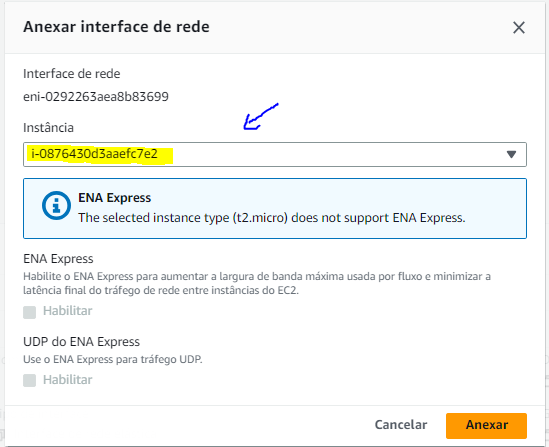 Anexar interface de rede
Interface de rede
eni-0292263aea8b83699
Instância
i-0876430d3aaefc7e2
ENA Express
The selected instance type (t2.micro) does not support ENA Express.
ENA Express
Habilite o ENA Express para aumentar a largura de banda máxima usada por fluxo e minimizar a
latência final do tráfego de rede entre instâncias do EC2.
Habilitar
UDP do ENA Express
Use o ENA Express para tráfego UDP.
Habilitar
Cancelar
Anexar